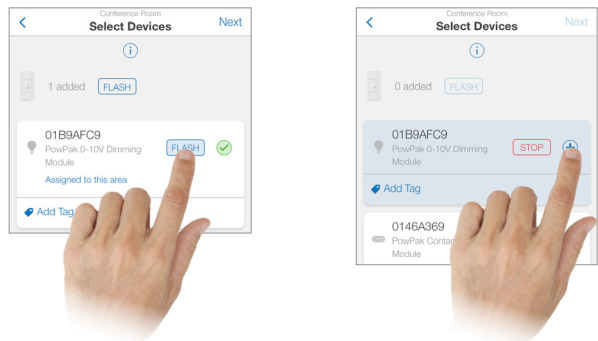 Conference Room
Select Devices
Next
1 added
FLASH
01B9AFC9
PowPak 0-10V Dimming
Module
FLASH
Assigned to this area
Add Tag
Conference Room
Select Devices
Next
0 added
FLASH
01B9AFC9
PowPak 0-10V Dimming
Module
STOP
Add Tag
0146A369
PowPak Conta
Module